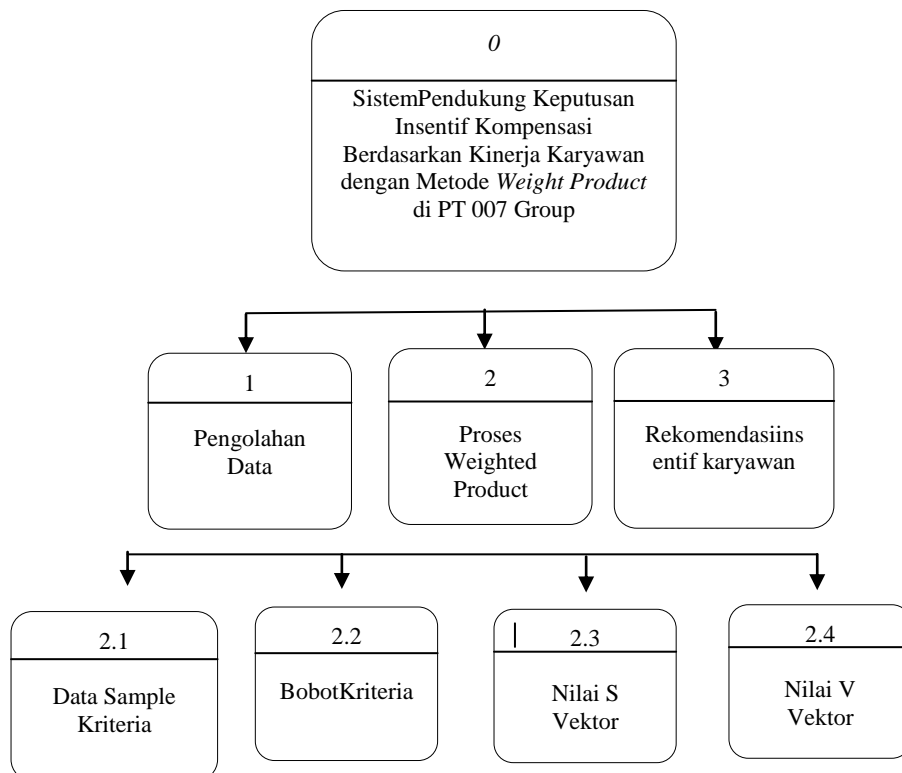 0
SistemPendukung Keputusan
Insentif Kompensasi
Berdasarkan Kinerja Karyawan
dengan Metode Weight Product
di PT 007 Group
1
Pengolahan
Data
2
Proses
Weighted
Product
3
Rekomendasiins
entif karyawan
2.1
Data Sample
Kriteria
2.2
BobotKriteria
2.3
Nilai S
Vektor
2.4
Nilai V
Vektor